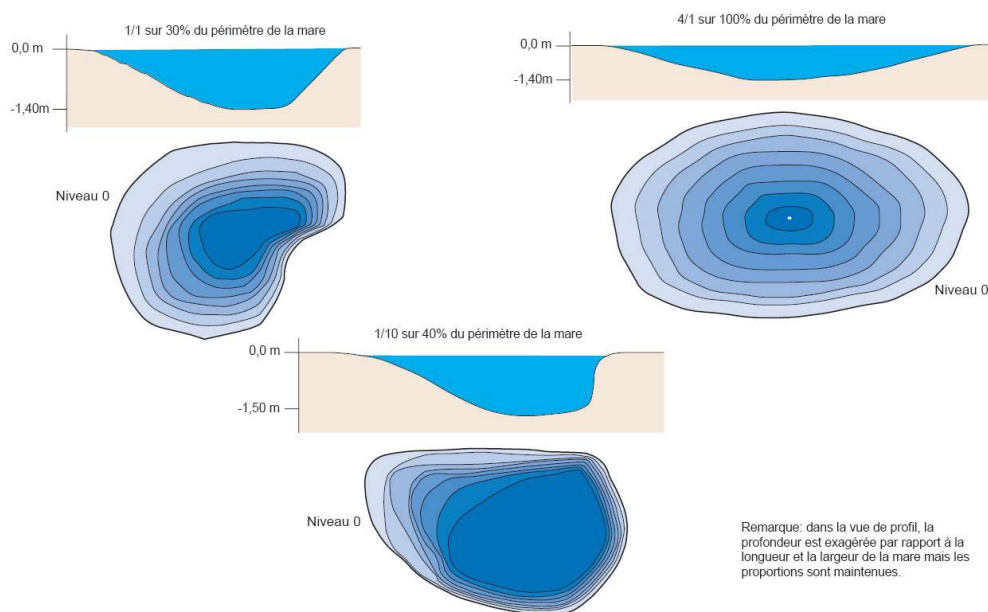 1/1 sur 30% du périmètre de la mare
0,0 m
-1,40m
Niveau 0
4/1 sur 100% du périmètre de la mare
0,0 m
-1,40m
Niveau 0
1/10 sur 40% du périmètre de la mare
0,0 m
-1,50 m
Niveau 0
Remarque: dans la vue de profil, la
profondeur est exagérée par rapport à la
longueur et la largeur de la mare mais les
proportions sont maintenues.